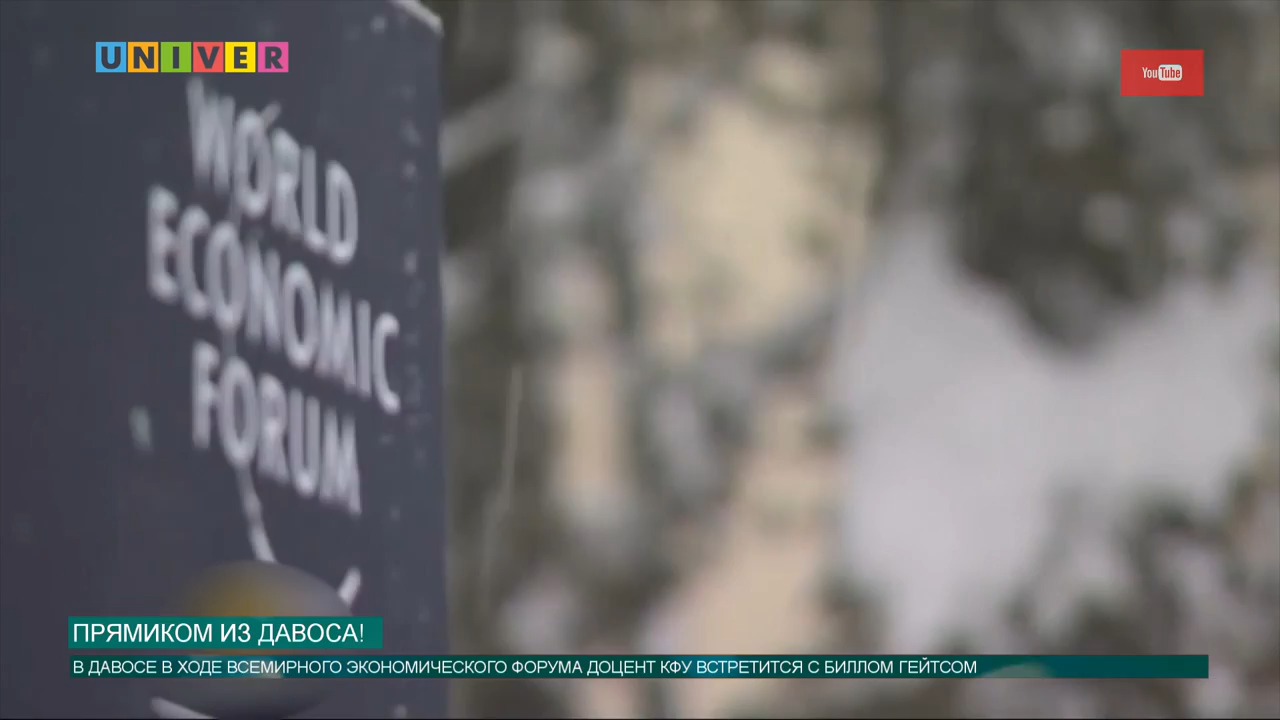 UNIVER
YouTube
WORLD
ECONOMIC
FORUM
ПРЯМИКОМ ИЗ ДАВОСА!
В ДАВОСЕ В ХОДЕ ВСЕМИРНОГО ЭКОНОМИЧЕСКОГО ФОРУМА ДОЦЕНТ КФУ ВСТРЕТИТСЯ С БИЛЛОМ ГЕЙТСОМ